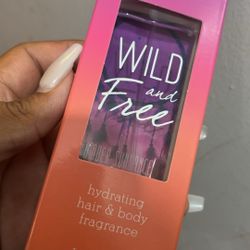 WILD
and
Free
hydrating
hair & body
fragrance